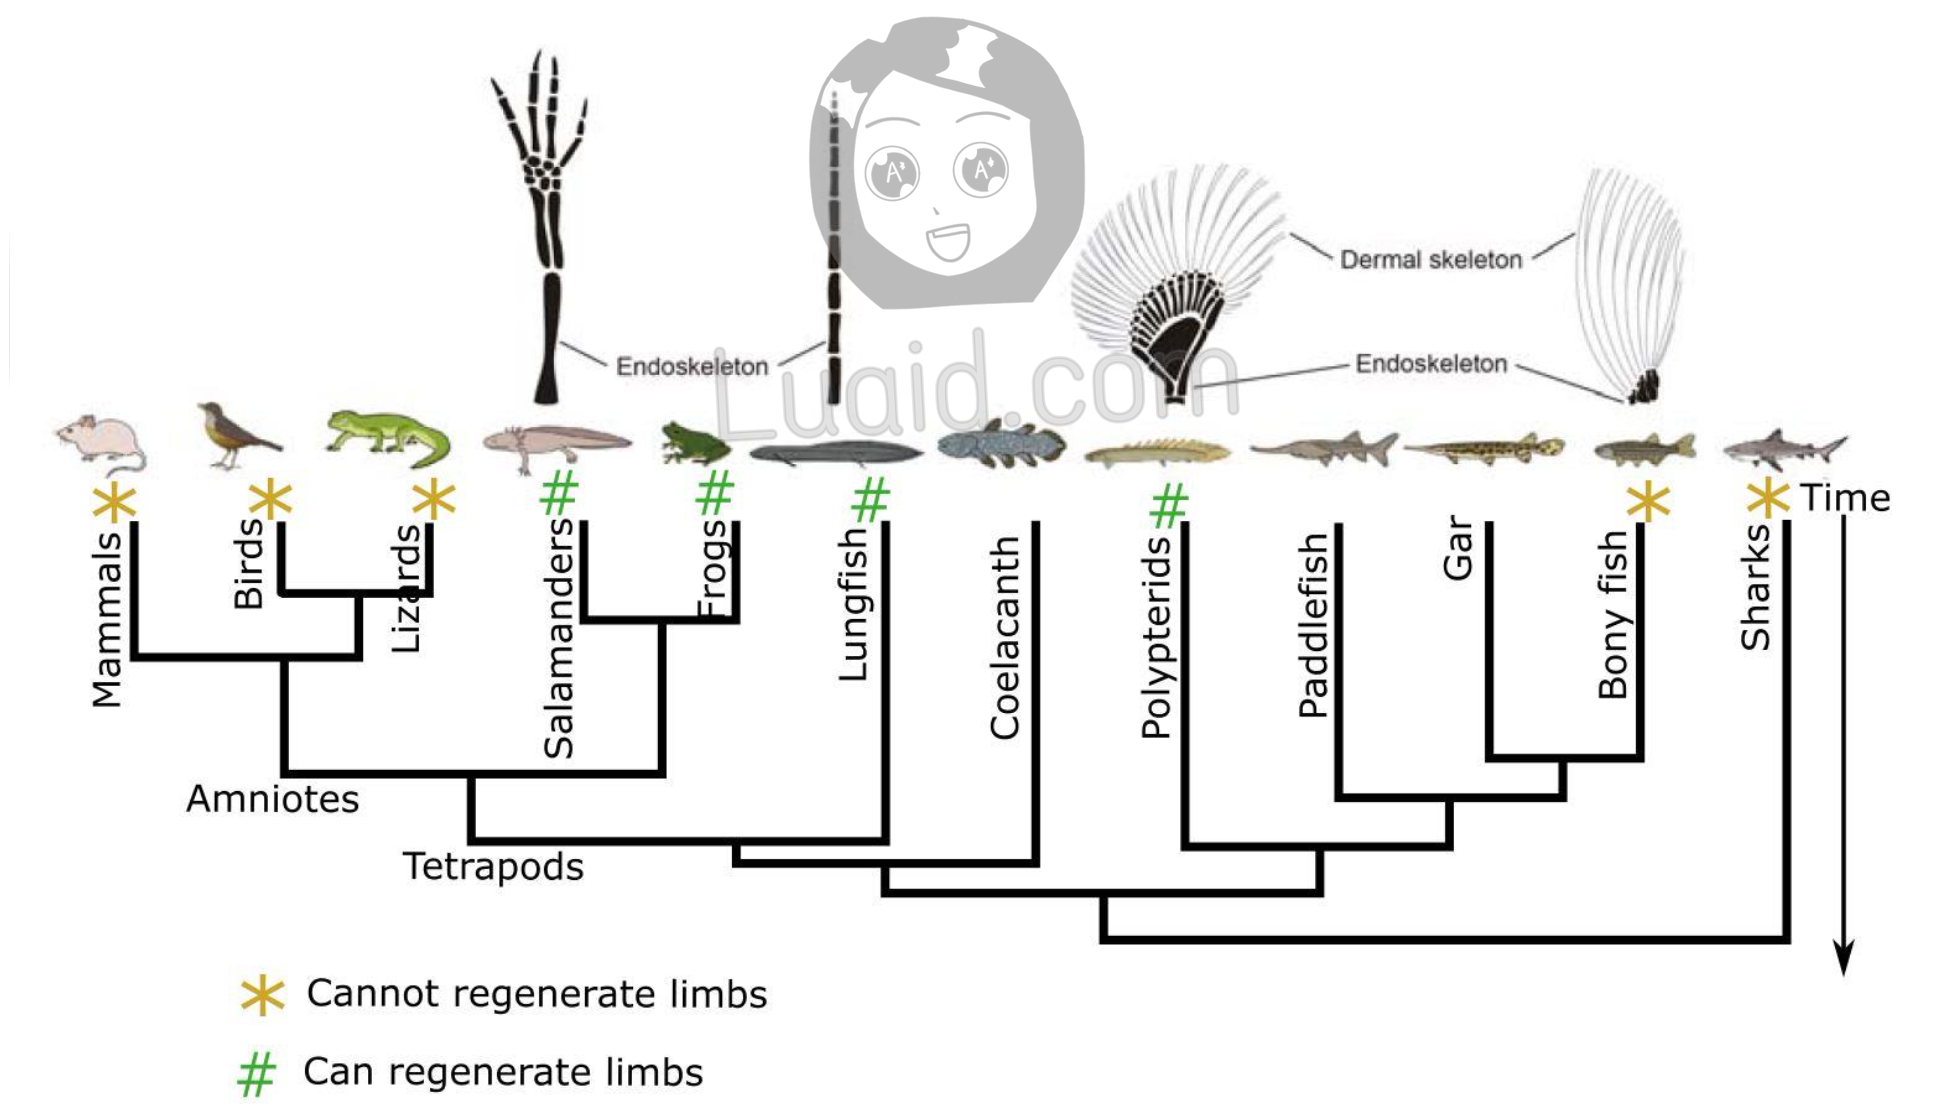 A+ A+
Dermal skeleton
Endoskeleton
Endoskeleton
Luaid.com
Time
Mammals
Birds
Lizards
Salamanders
Frogs
Lungfish
Coelacanth
Polypterids
Paddlefish
Gar
Bony fish
Sharks
Amniotes
Tetrapods
* Cannot regenerate limbs
# Can regenerate limbs